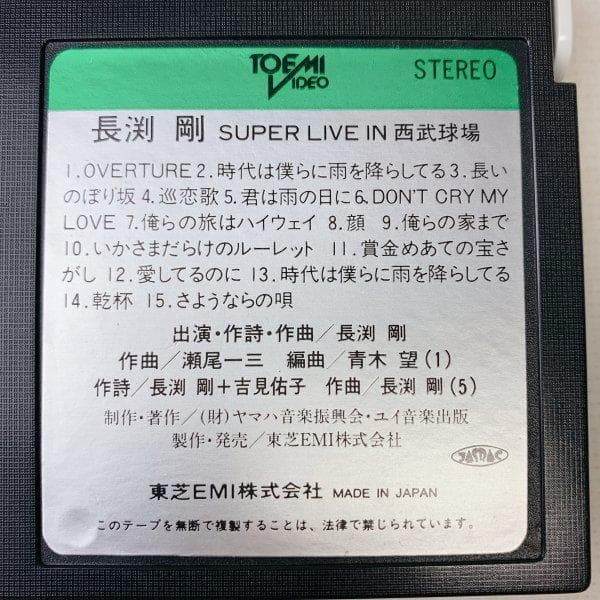 TOEMI VIDEO STEREO
長渕 剛 SUPER LIVE IN 西武球場
1.OVERTURE 2.時代は僕らに雨を降らしてる 3.長い
のぼり坂 4.巡恋歌 5.君は雨の日に 6.DON'T CRY MY
LOVE 7.俺らの旅はハイウェイ 8.顔 9.俺らの家まで
10.いかさまだらけのルーレット 11.賞金めあての宝さ
がし 12.愛してるのに 13.時代は僕らに雨を降らしてる
14.乾杯 15.さようならの唄
出演・作詩・作曲/長渕 剛
作曲/瀬尾一三 編曲/青木 望(1)
作詩/長渕 剛+吉見佑子 作曲/長渕 剛(5)
制作・著作/(財)ヤマハ音楽振興会・ユイ音楽出版
製作・発売/東芝EMI株式会社
JASRAC
東芝EMI株式会社 MADE IN JAPAN
このテープを無断で複製することは、法律で禁じられています。